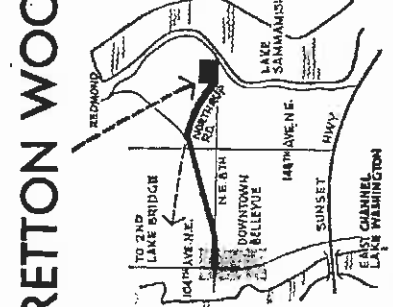 RETTON WOO
REDMOND
LAKE
SAMMAMISH
NORTHRUP
RD.
148TH AVE. N.E.
HWY.
N.E. 8TH
TO 2ND
LAKE BRIDGE
104TH AVE. N.E.
DOWNTOWN
BELLEVUE
SUNSET
EAST CHANNEL
LAKE WASHINGTON